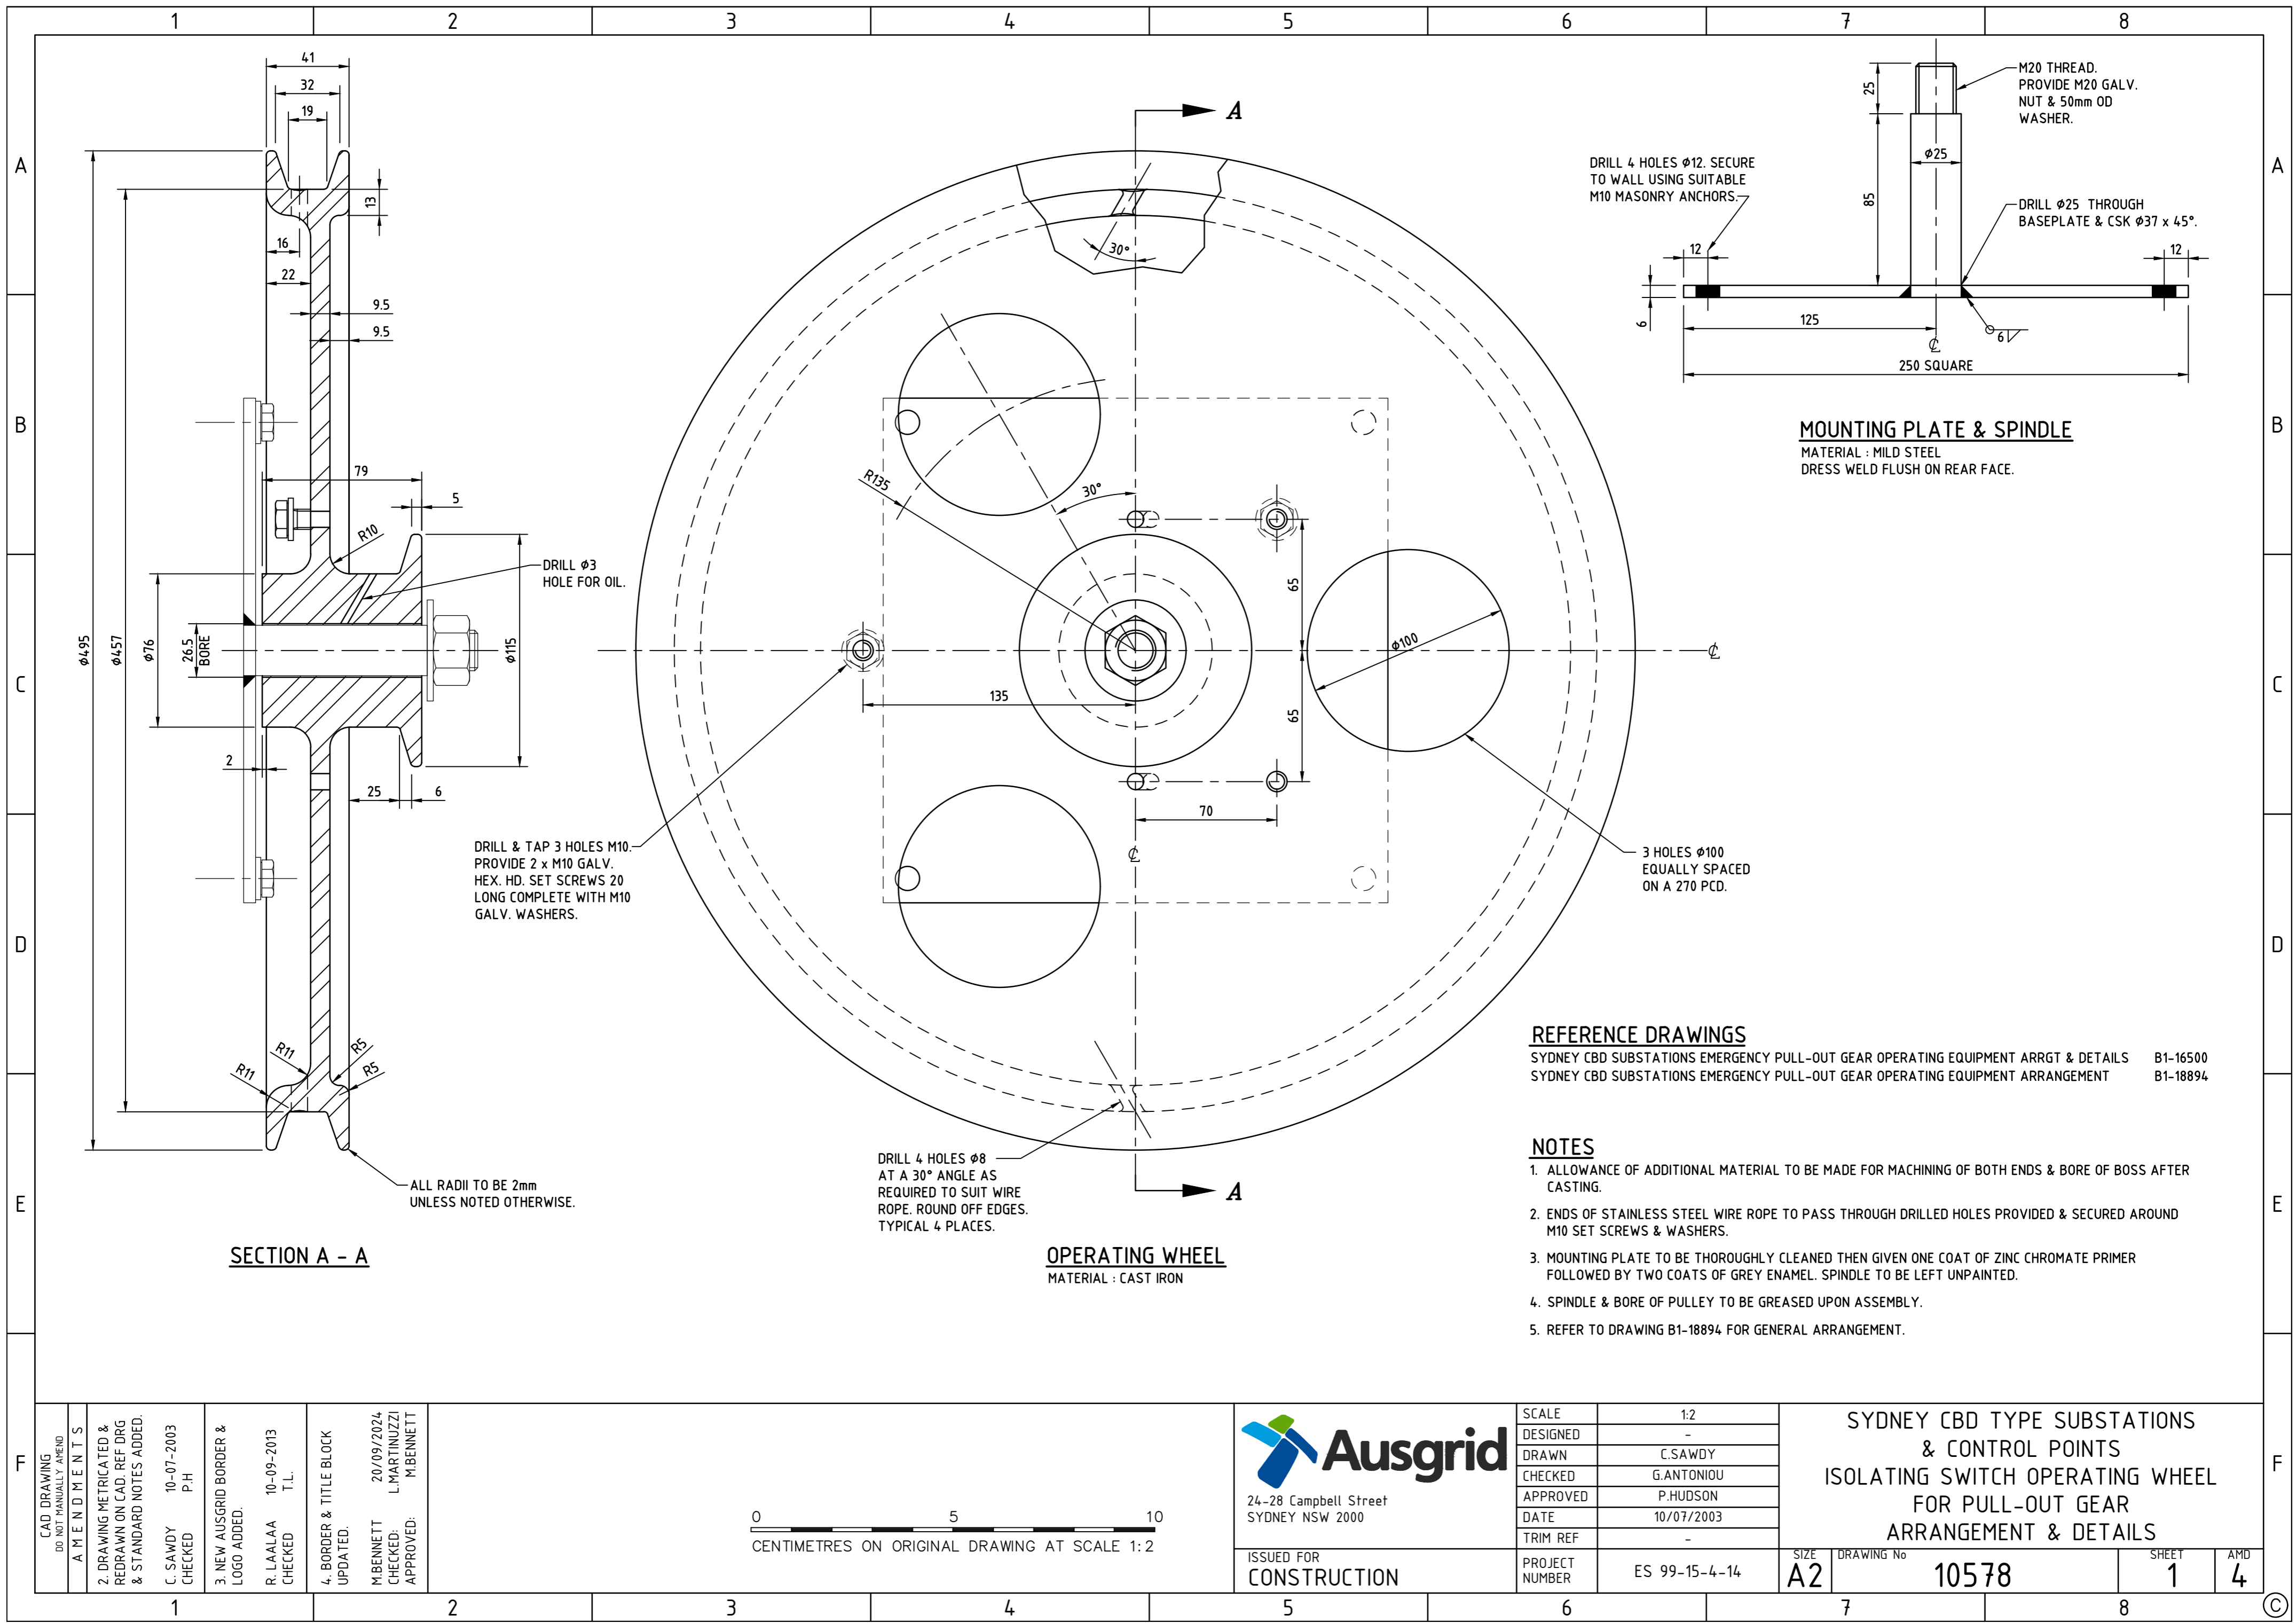 1 2 3 4 5 6 7 8
A
B
C
D
E
F
A
B
C
D
E
F
41
32
19
13
16
22
9.5
9.5
79
5
R10
DRILL ø3
HOLE FOR OIL.
ø495
ø457
ø76
26.5
BORE
ø115
2
25
6
R11
R11
R5
R5
ALL RADII TO BE 2mm
UNLESS NOTED OTHERWISE.
SECTION A - A
A
30°
R135
30°
65
65
ø100
135
70
℄
℄
DRILL & TAP 3 HOLES M10.
PROVIDE 2 x M10 GALV.
HEX. HD. SET SCREWS 20
LONG COMPLETE WITH M10
GALV. WASHERS.
3 HOLES ø100
EQUALLY SPACED
ON A 270 PCD.
DRILL 4 HOLES ø8
AT A 30° ANGLE AS
REQUIRED TO SUIT WIRE
ROPE. ROUND OFF EDGES.
TYPICAL 4 PLACES.
A
OPERATING WHEEL
MATERIAL : CAST IRON
M20 THREAD.
PROVIDE M20 GALV.
NUT & 50mm OD
WASHER.
25
ø25
85
DRILL 4 HOLES ø12. SECURE
TO WALL USING SUITABLE
M10 MASONRY ANCHORS.
DRILL ø25 THROUGH
BASEPLATE & CSK ø37 x 45°.
12
12
6
125
6
℄
250 SQUARE
MOUNTING PLATE & SPINDLE
MATERIAL : MILD STEEL
DRESS WELD FLUSH ON REAR FACE.
REFERENCE DRAWINGS
SYDNEY CBD SUBSTATIONS EMERGENCY PULL-OUT GEAR OPERATING EQUIPMENT ARRGT & DETAILS B1-16500
SYDNEY CBD SUBSTATIONS EMERGENCY PULL-OUT GEAR OPERATING EQUIPMENT ARRANGEMENT B1-18894
NOTES
1. ALLOWANCE OF ADDITIONAL MATERIAL TO BE MADE FOR MACHINING OF BOTH ENDS & BORE OF BOSS AFTER
CASTING.
2. ENDS OF STAINLESS STEEL WIRE ROPE TO PASS THROUGH DRILLED HOLES PROVIDED & SECURED AROUND
M10 SET SCREWS & WASHERS.
3. MOUNTING PLATE TO BE THOROUGHLY CLEANED THEN GIVEN ONE COAT OF ZINC CHROMATE PRIMER
FOLLOWED BY TWO COATS OF GREY ENAMEL. SPINDLE TO BE LEFT UNPAINTED.
4. SPINDLE & BORE OF PULLEY TO BE GREASED UPON ASSEMBLY.
5. REFER TO DRAWING B1-18894 FOR GENERAL ARRANGEMENT.
CAD DRAWING
DO NOT MANUALLY AMEND
AMENDMENTS
2. DRAWING METRICATED &
REDRAWN ON CAD. REF DRG
& STANDARD NOTES ADDED.
C. SAWDY 10-07-2003
CHECKED P.H
3. NEW AUSGRID BORDER &
LOGO ADDED.
R. LAALAA 10-09-2013
CHECKED T.L.
4. BORDER & TITLE BLOCK
UPDATED.
M.BENNETT 20/09/2024
CHECKED: L.MARTINUZZI
APPROVED: M.BENNETT
0 5 10
CENTIMETRES ON ORIGINAL DRAWING AT SCALE 1:2
Ausgrid
24-28 Campbell Street
SYDNEY NSW 2000
ISSUED FOR
CONSTRUCTION
SCALE 1:2
DESIGNED -
DRAWN C.SAWDY
CHECKED G.ANTONIOU
APPROVED P.HUDSON
DATE 10/07/2003
TRIM REF -
PROJECT
NUMBER ES 99-15-4-14
SYDNEY CBD TYPE SUBSTATIONS
& CONTROL POINTS
ISOLATING SWITCH OPERATING WHEEL
FOR PULL-OUT GEAR
ARRANGEMENT & DETAILS
SIZE A2
DRAWING No 10578
SHEET 1
AMD 4
1 2 3 4 5 6 7 8
©